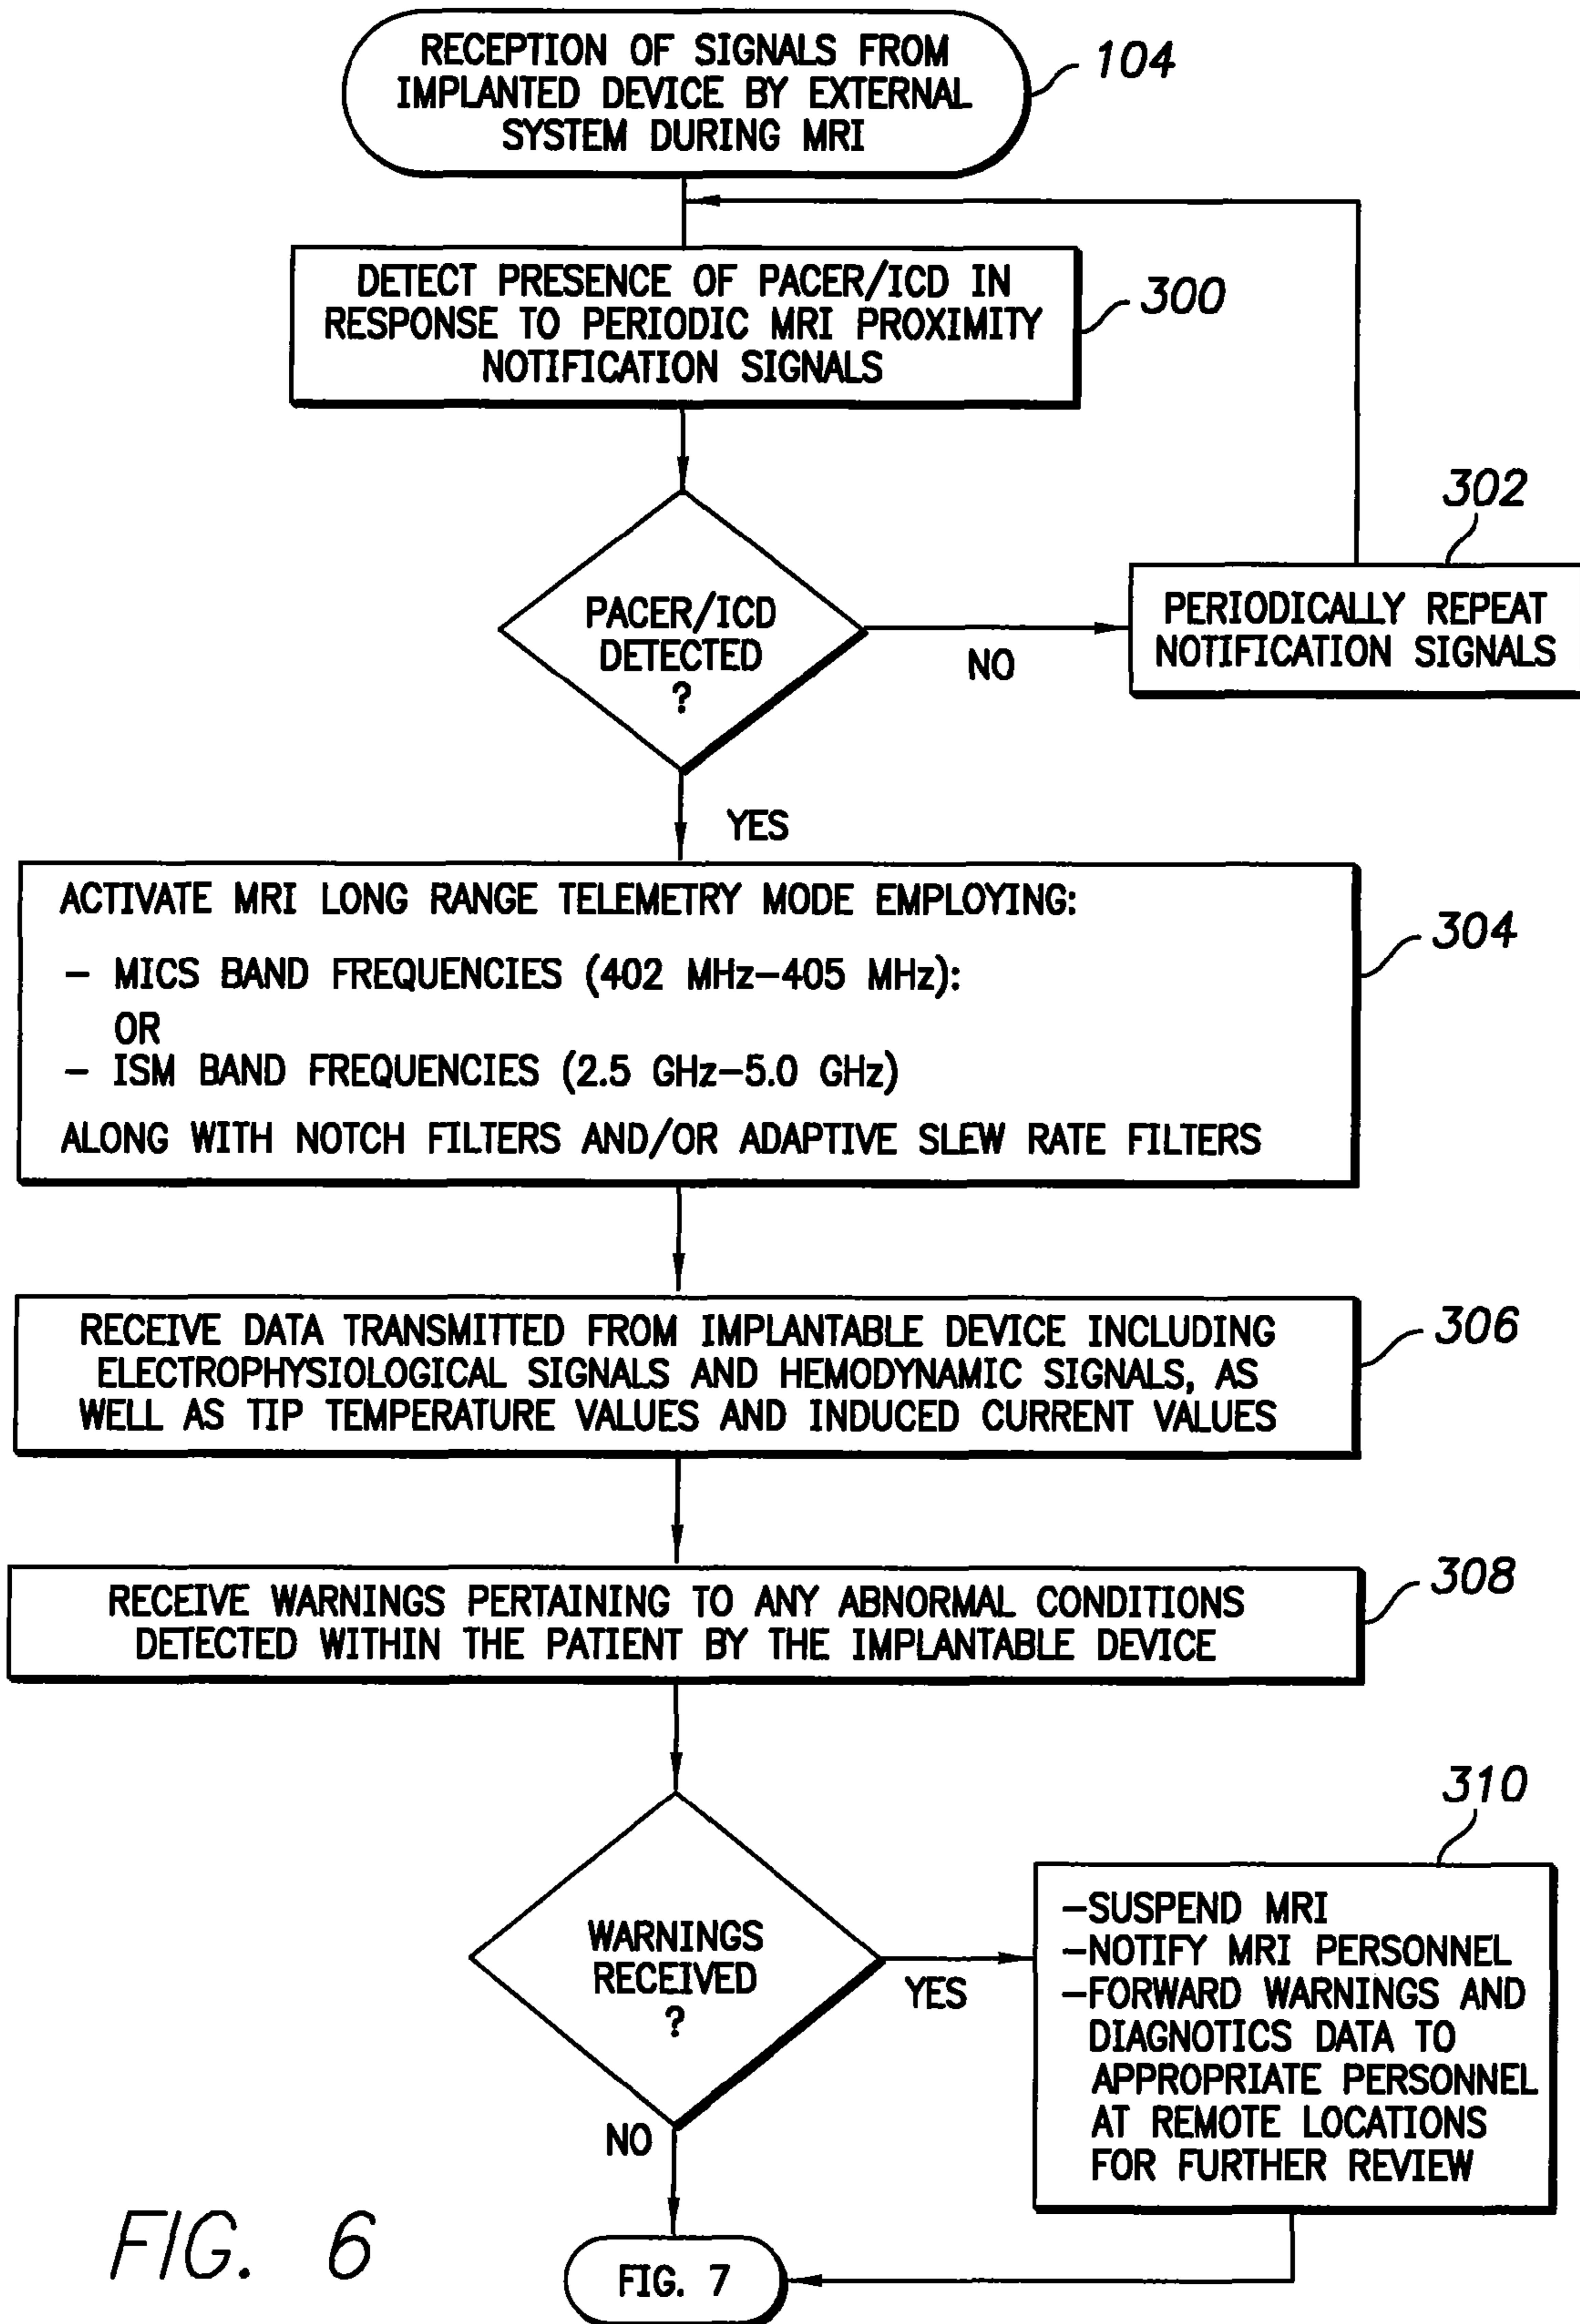 RECEPTION OF SIGNALS FROM
IMPLANTED DEVICE BY EXTERNAL
SYSTEM DURING MRI
104
DETECT PRESENCE OF PACER/ICD IN
RESPONSE TO PERIODIC MRI PROXIMITY
NOTIFICATION SIGNALS
300
302
PACER/ICD
DETECTED
?
NO
PERIODICALLY REPEAT
NOTIFICATION SIGNALS
YES
ACTIVATE MRI LONG RANGE TELEMETRY MODE EMPLOYING:
– MICS BAND FREQUENCIES (402 MHz–405 MHz):
OR
– ISM BAND FREQUENCIES (2.5 GHz–5.0 GHz)
ALONG WITH NOTCH FILTERS AND/OR ADAPTIVE SLEW RATE FILTERS
304
RECEIVE DATA TRANSMITTED FROM IMPLANTABLE DEVICE INCLUDING
ELECTROPHYSIOLOGICAL SIGNALS AND HEMODYNAMIC SIGNALS, AS
WELL AS TIP TEMPERATURE VALUES AND INDUCED CURRENT VALUES
306
RECEIVE WARNINGS PERTAINING TO ANY ABNORMAL CONDITIONS
DETECTED WITHIN THE PATIENT BY THE IMPLANTABLE DEVICE
308
WARNINGS
RECEIVED
?
YES
310
–SUSPEND MRI
–NOTIFY MRI PERSONNEL
–FORWARD WARNINGS AND
DIAGNOTICS DATA TO
APPROPRIATE PERSONNEL
AT REMOTE LOCATIONS
FOR FURTHER REVIEW
NO
FIG. 7
FIG. 6